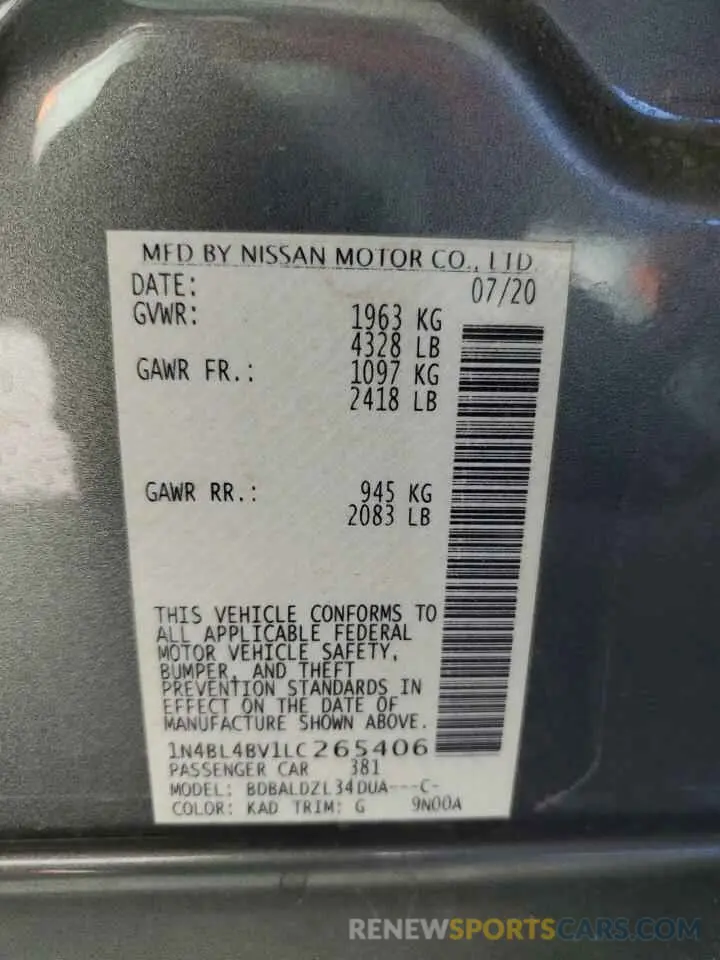 MFD BY NISSAN MOTOR CO., LTD.
DATE: 07/20
GVWR: 1963 KG
4328 LB
GAWR FR.: 1097 KG
2418 LB
GAWR RR.: 945 KG
2083 LB
THIS VEHICLE CONFORMS TO
ALL APPLICABLE FEDERAL
MOTOR VEHICLE SAFETY,
BUMPER, AND THEFT
PREVENTION STANDARDS IN
EFFECT ON THE DATE OF
MANUFACTURE SHOWN ABOVE.
1N4BL4BV1LC265406
PASSENGER CAR 381
MODEL: BDBALDZL34DUA---C-
COLOR: KAD TRIM: G 9N00A
RENEWSPORTSCARS.COM